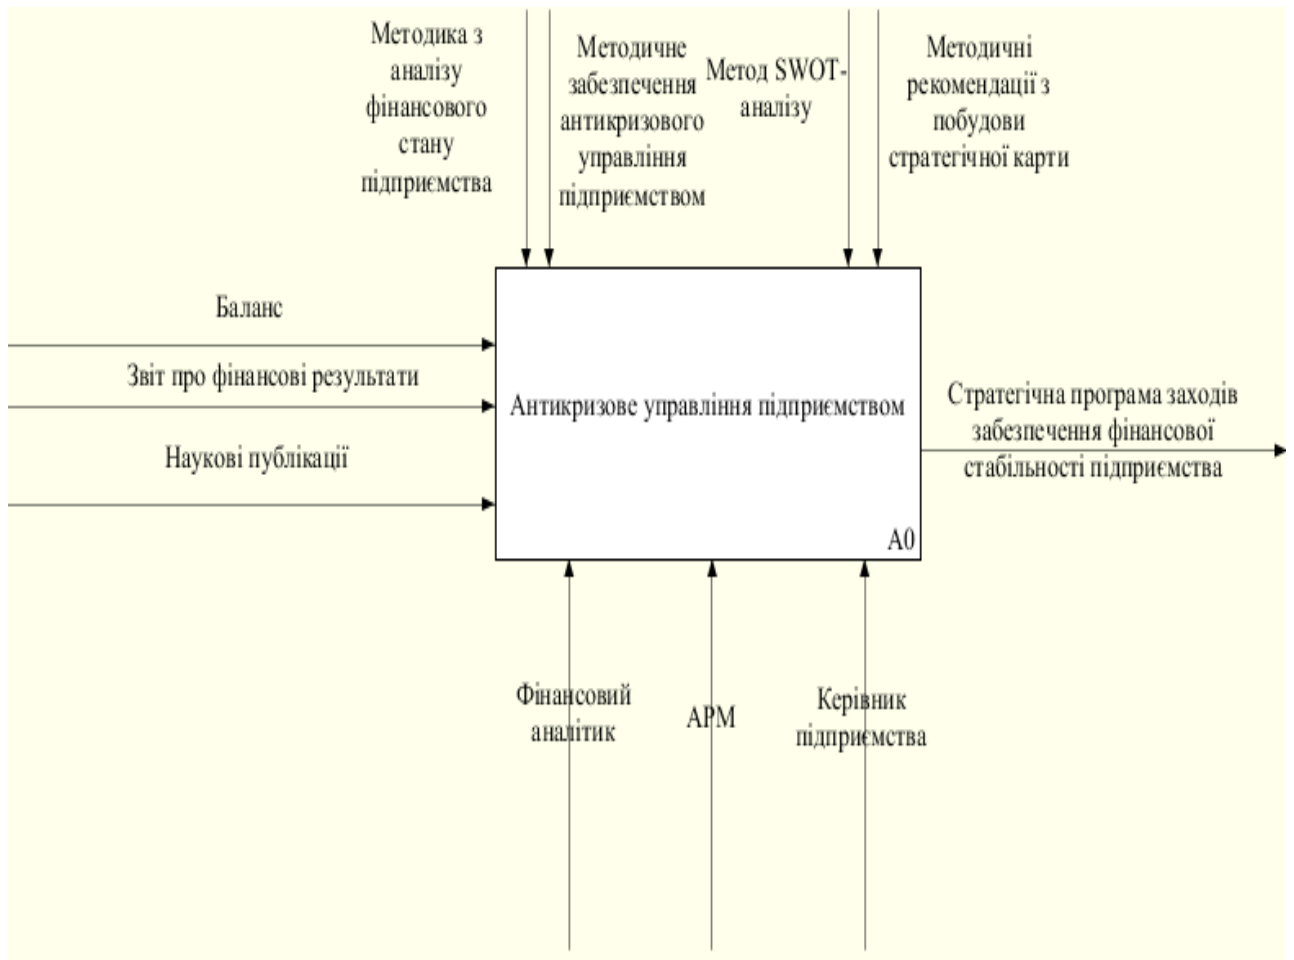 Методика з
аналізу
фінансового
стану
підприємства
Методичне
забезпечення
антикризового
управління
підприємством
Метод SWOT-
аналізу
Методичні
рекомендації з
побудови
стратегічної карти
Баланс
Звіт про фінансові результати
Наукові публікації
Антикризове управління підприємством
А0
Стратегічна програма заходів
забезпечення фінансової
стабільності підприємства
Фінансовий
аналітик
АРМ
Керівник
підприємства